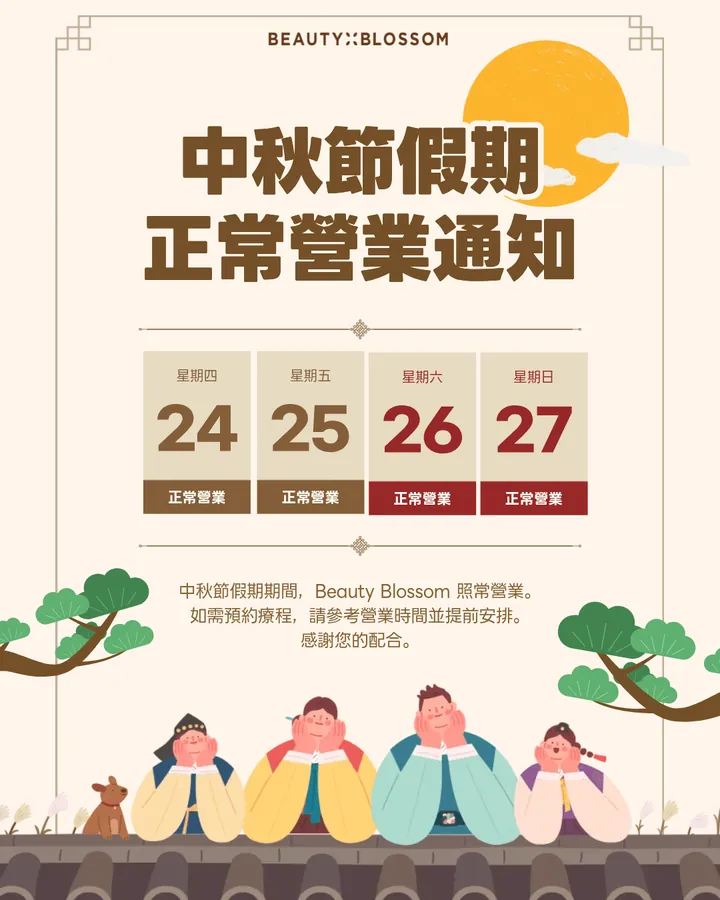 BEAUTY BLOSSOM
中秋節假期
正常營業通知
星期四
24
正常營業
星期五
25
正常營業
星期六
26
正常營業
星期日
27
正常營業
中秋節假期期間，Beauty Blossom 照常營業。
如需預約療程，請參考營業時間並提前安排。
感謝您的配合。